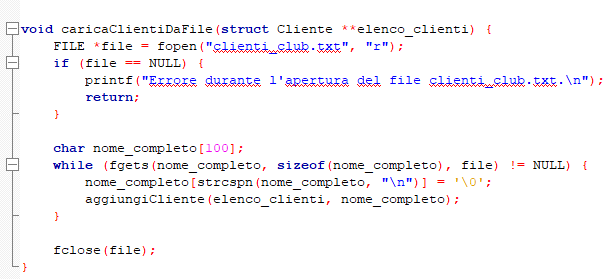 void caricaClientiDaFile(struct Cliente **elenco_clienti) {
    FILE *file = fopen("clienti_club.txt", "r");
    if (file == NULL) {
        printf("Errore durante l'apertura del file clienti_club.txt.\n");
        return;
    }

    char nome_completo[100];
    while (fgets(nome_completo, sizeof(nome_completo), file) != NULL) {
        nome_completo[strcspn(nome_completo, "\n")] = '\0';
        aggiungiCliente(elenco_clienti, nome_completo);
    }

    fclose(file);
}